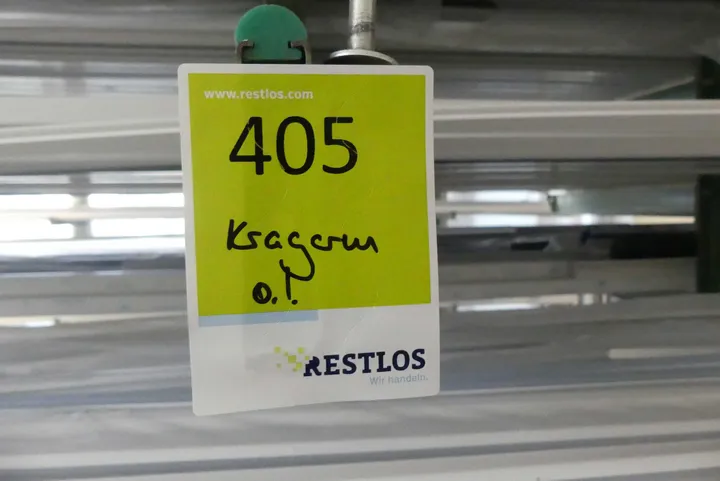 www.restlos.com
405
Kragarm
o.I.
RESTLOS
Wir handeln.